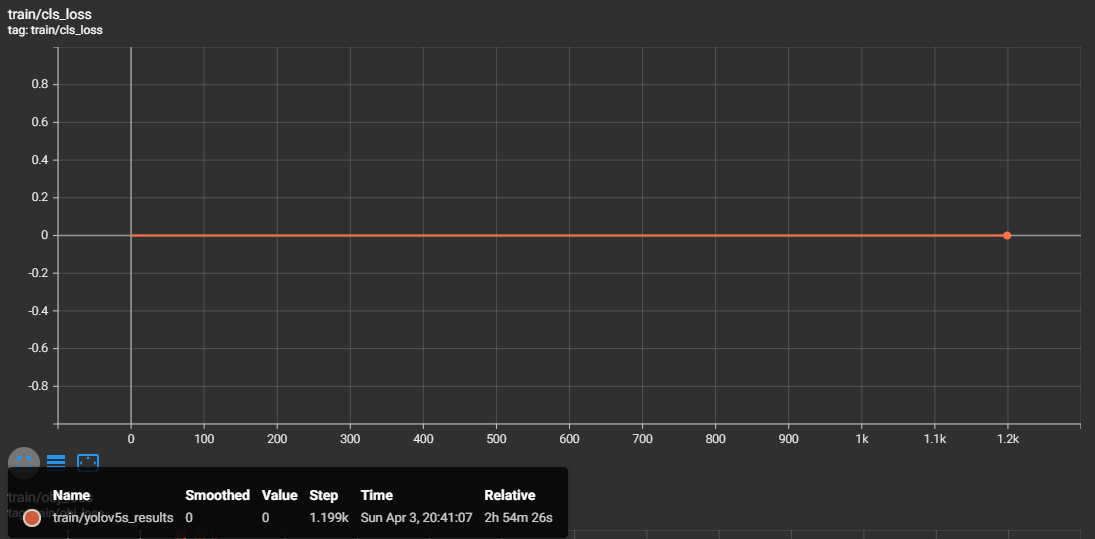 train/cls_loss
tag: train/cls_loss
0.8
0.6
0.4
0.2
0
-0.2
-0.4
-0.6
-0.8
0 100 200 300 400 500 600 700 800 900 1k 1.1k 1.2k
Name Smoothed Value Step Time Relative
train/yolov5s_results 0 0 1.199k Sun Apr 3, 20:41:07 2h 54m 26s